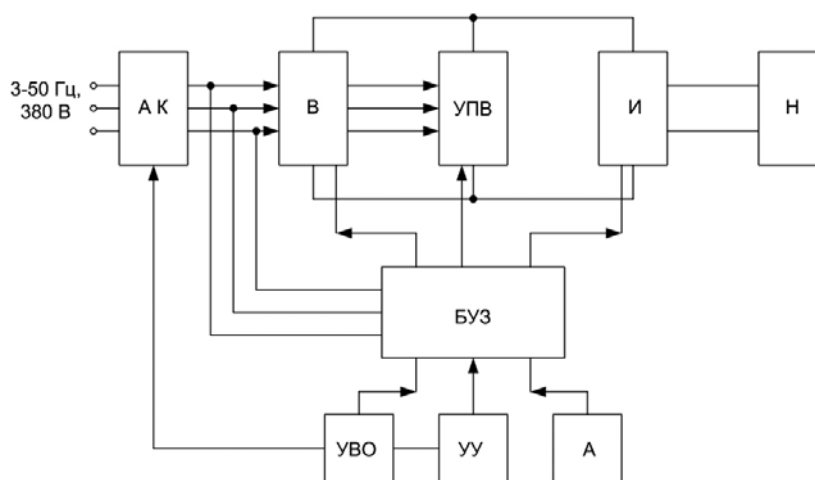 3-50 Гц,
380 В
А К
В
УПВ
И
Н
БУЗ
УВО
УУ
А